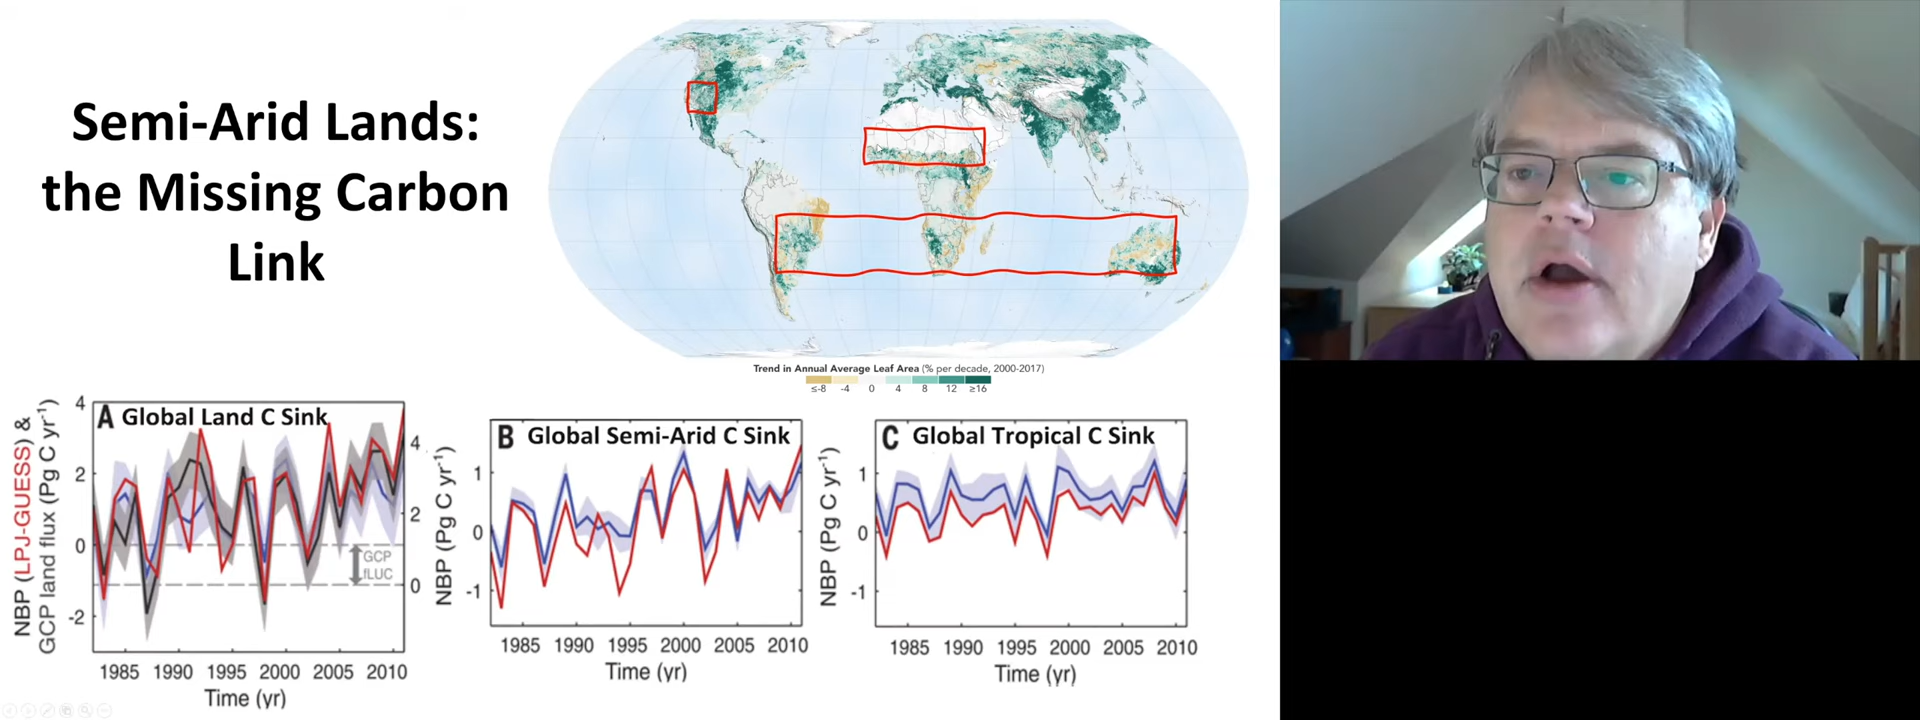 Semi-Arid Lands:
the Missing Carbon
Link
Trend in Annual Average Leaf Area (% per decade, 2000-2017)
≤-8 -4 0 4 8 12 ≥16
A Global Land C Sink
NBP (LPJ-GUESS) &
GCP land flux (Pg C yr⁻¹)
4
2
0
-2
4
2
0
GCP
fLUC
1985 1990 1995 2000 2005 2010
Time (yr)
B Global Semi-Arid C Sink
NBP (Pg C yr⁻¹)
1
0
-1
1985 1990 1995 2000 2005 2010
Time (yr)
C Global Tropical C Sink
NBP (Pg C yr⁻¹)
1
0
-1
1985 1990 1995 2000 2005 2010
Time (yr)